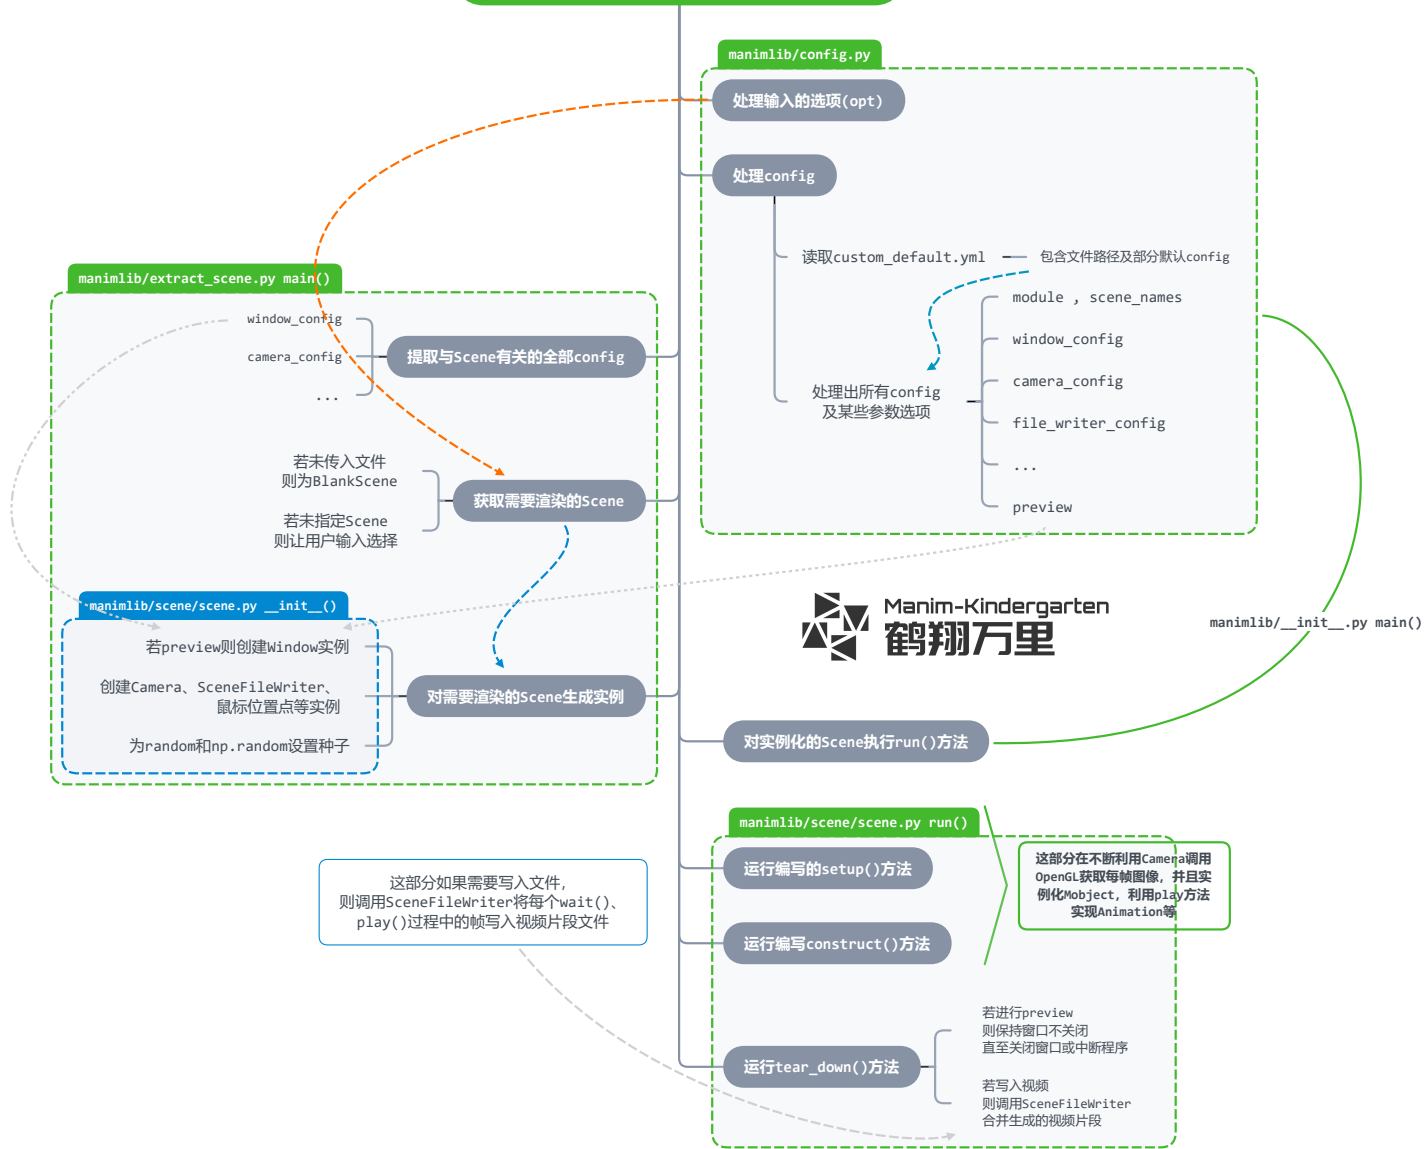 manimlib/config.py
处理输入的选项(opt)
处理config
读取custom_default.yml
包含文件路径及部分默认config
处理出所有config
及某些参数选项
module , scene_names
window_config
camera_config
file_writer_config
...
preview
manimlib/extract_scene.py main()
提取与Scene有关的全部config
window_config
camera_config
...
获取需要渲染的Scene
若未传入文件
则为BlankScene
若未指定Scene
则让用户输入选择
manimlib/scene/scene.py __init__()
若preview则创建Window实例
创建Camera、SceneFileWriter、
鼠标位置点等实例
为random和np.random设置种子
对需要渲染的Scene生成实例
Manim-Kindergarten
鹤翔万里
manimlib/__init__.py main()
对实例化的Scene执行run()方法
manimlib/scene/scene.py run()
运行编写的setup()方法
运行编写construct()方法
这部分在不断利用Camera调用
OpenGL获取每帧图像，并且实
例化Mobject，利用play方法
实现Animation等
这部分如果需要写入文件，
则调用SceneFileWriter将每个wait()、
play()过程中的帧写入视频片段文件
运行tear_down()方法
若进行preview
则保持窗口不关闭
直至关闭窗口或中断程序
若写入视频
则调用SceneFileWriter
合并生成的视频片段